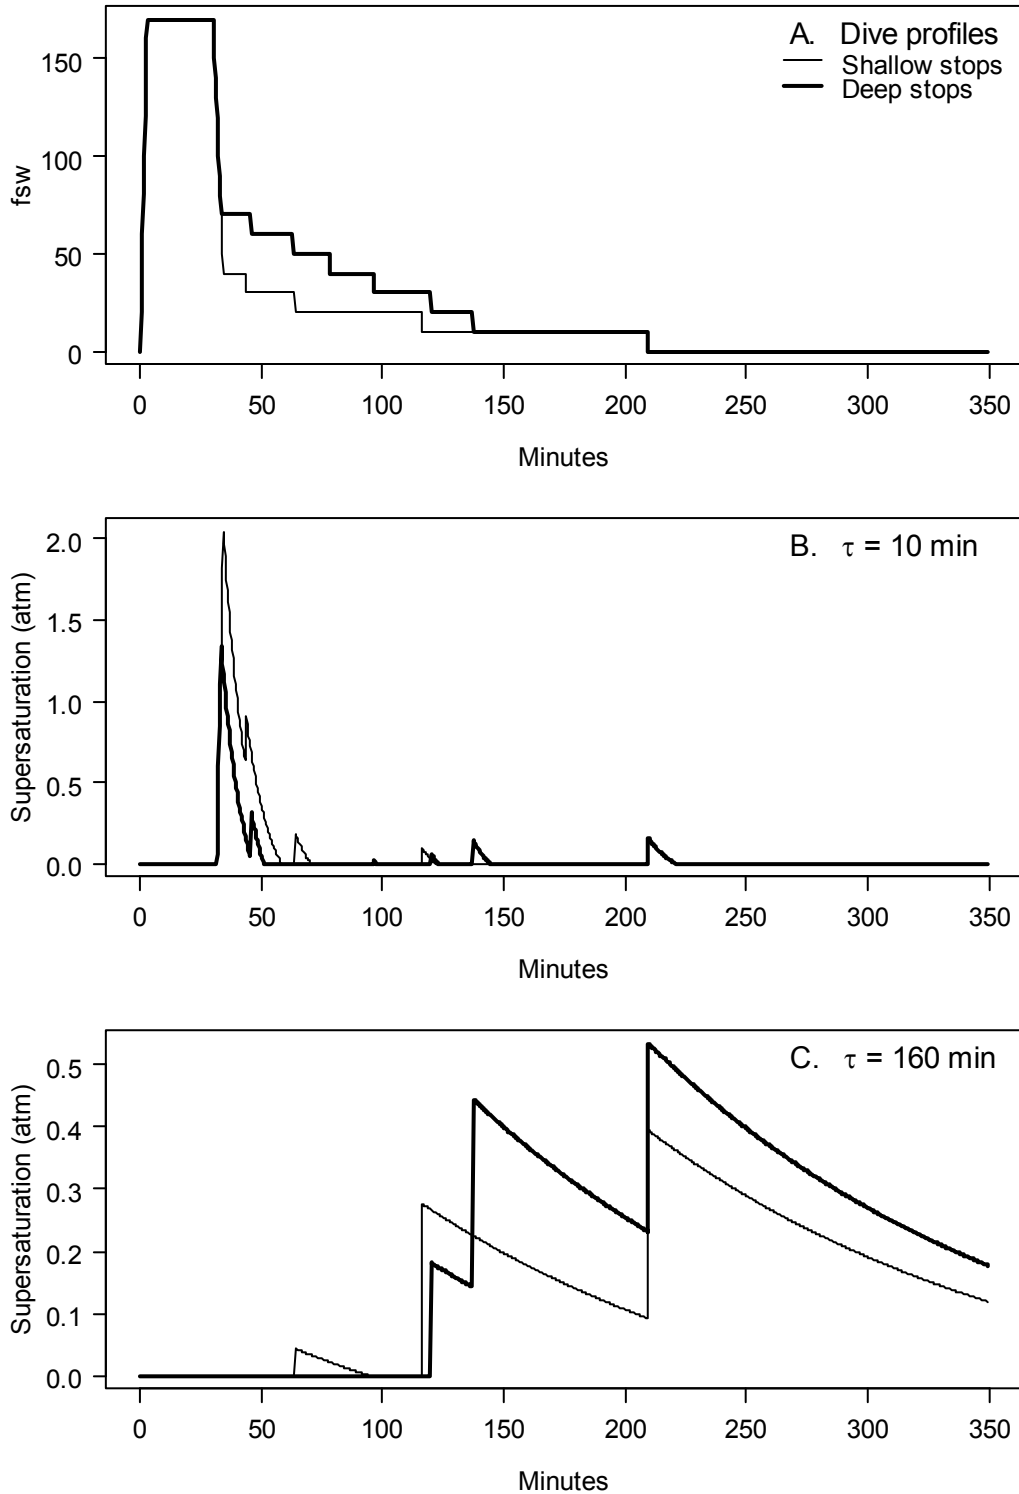 A. Dive profiles
Shallow stops
Deep stops
fsw
150
100
50
0
0 50 100 150 200 250 300 350
Minutes
B. τ = 10 min
Supersaturation (atm)
2.0
1.5
1.0
0.5
0.0
0 50 100 150 200 250 300 350
Minutes
C. τ = 160 min
Supersaturation (atm)
0.5
0.4
0.3
0.2
0.1
0.0
0 50 100 150 200 250 300 350
Minutes